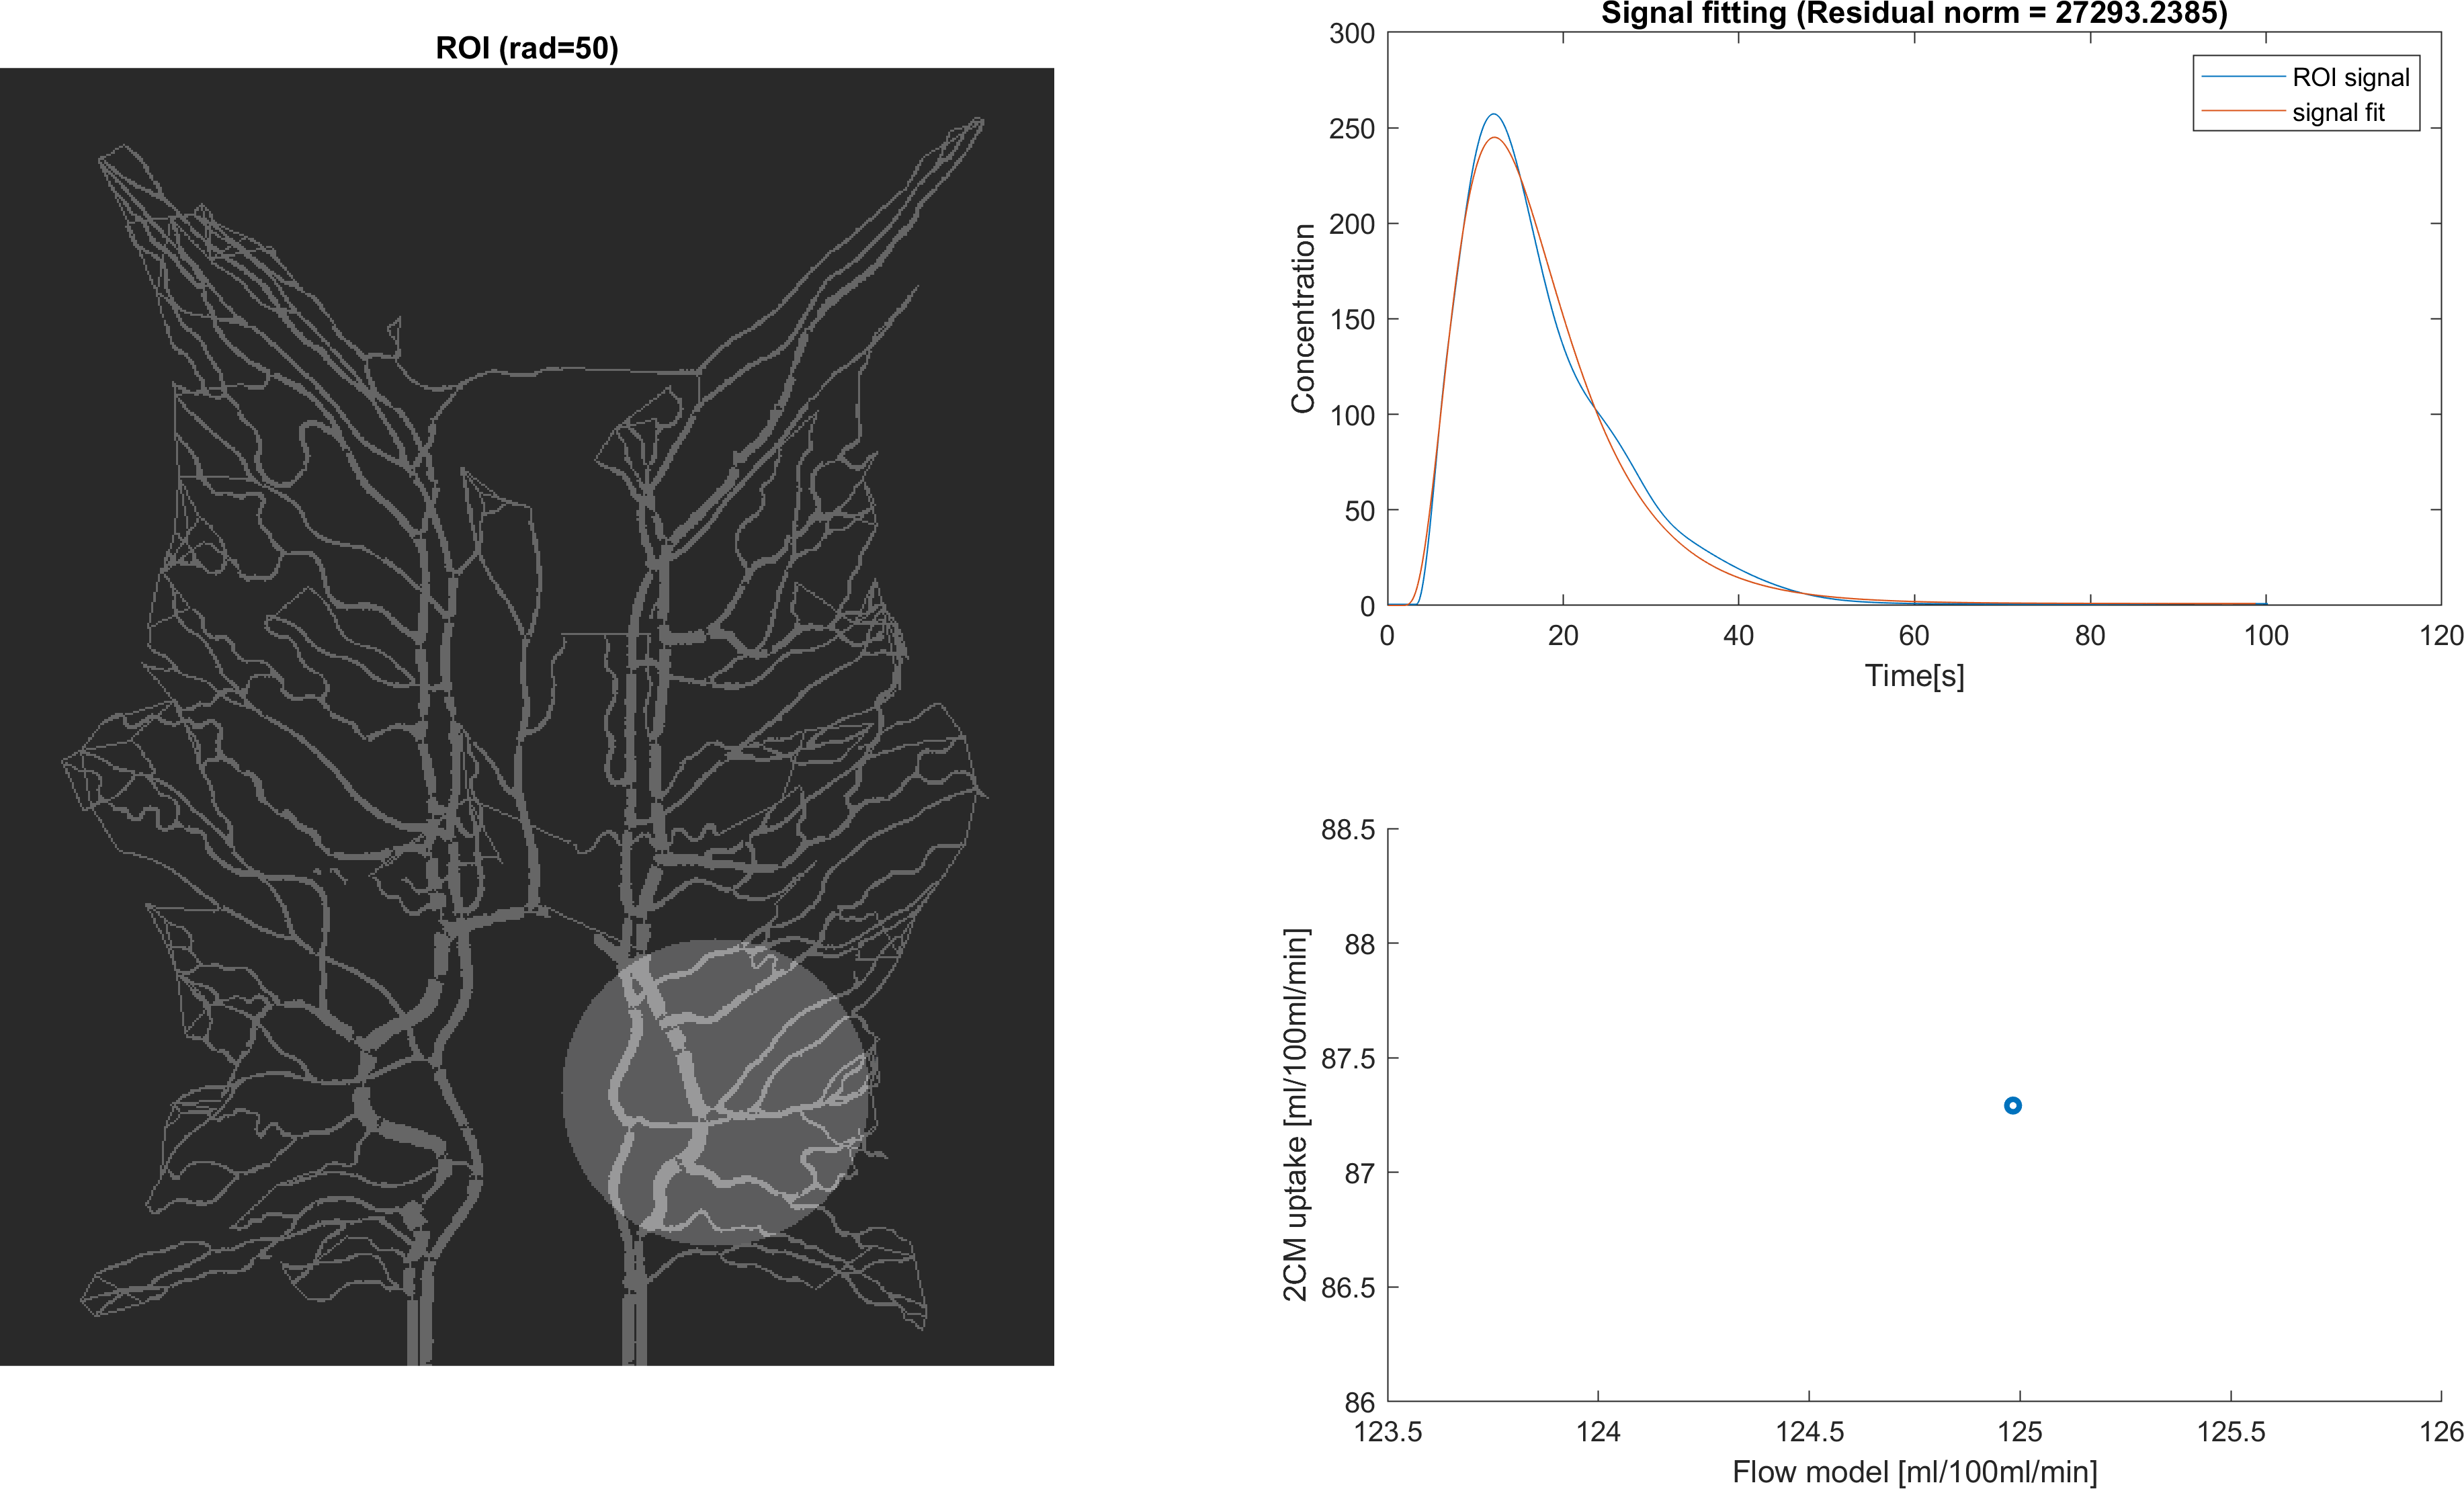 ROI (rad=50)
Signal fitting (Residual norm = 27293.2385)
300
250
200
150
100
50
0
Concentration
ROI signal
signal fit
0 20 40 60 80 100 120
Time[s]
88.5
88
87.5
87
86.5
86
2CM uptake [ml/100ml/min]
123.5 124 124.5 125 125.5 126
Flow model [ml/100ml/min]